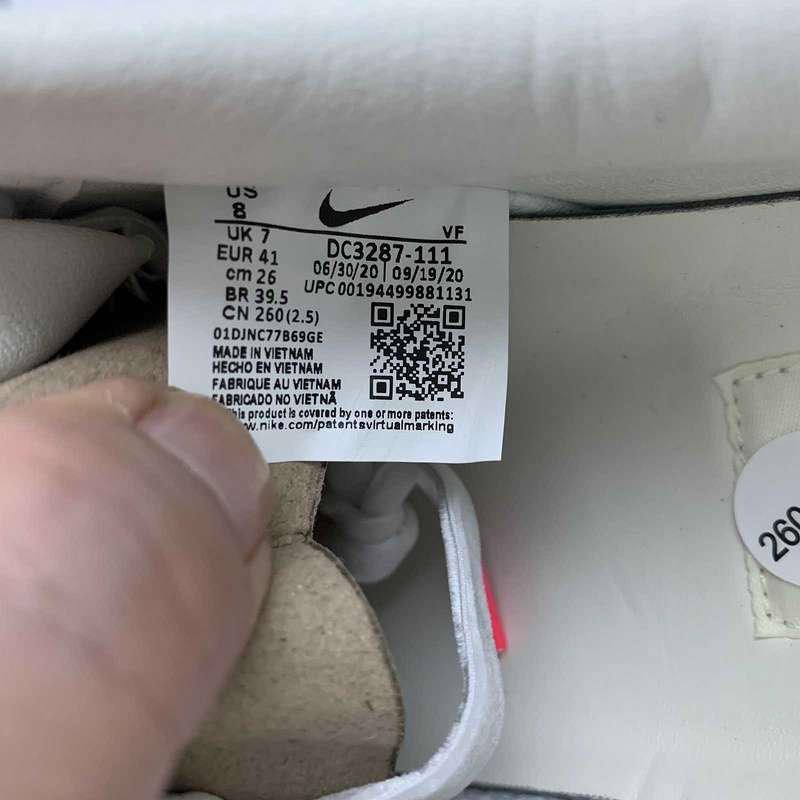 US
8
UK 7
EUR 41
cm 26
BR 39.5
CN 260(2.5)
VF
DC3287-111
06/30/20 | 09/19/20
UPC00194499881131
01DJNC77B69GE
MADE IN VIETNAM
HECHO EN VIETNAM
FABRIQUE AU VIETNAM
FABRICADO NO VIETNÃ
This product is covered by one or more patents:
www.nike.com/patentsvirtualmarking
260